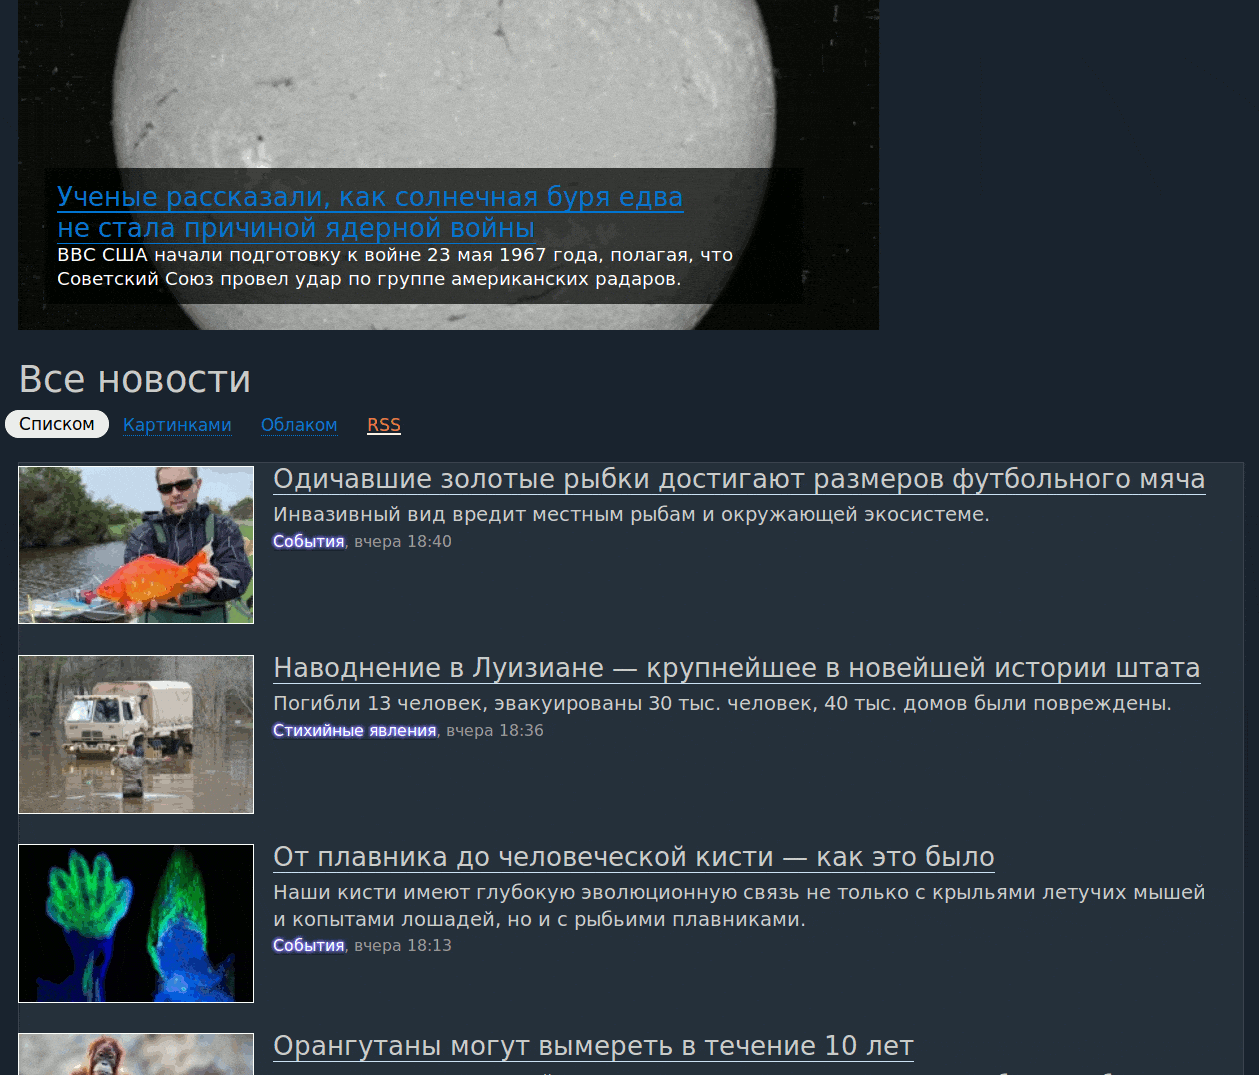 Ученые рассказали, как солнечная буря едва
не стала причиной ядерной войны
ВВС США начали подготовку к войне 23 мая 1967 года, полагая, что
Советский Союз провел удар по группе американских радаров.
Все новости
Списком Картинками Облаком RSS
Одичавшие золотые рыбки достигают размеров футбольного мяча
Инвазивный вид вредит местным рыбам и окружающей экосистеме.
События, вчера 18:40
Наводнение в Луизиане — крупнейшее в новейшей истории штата
Погибли 13 человек, эвакуированы 30 тыс. человек, 40 тыс. домов были повреждены.
Стихийные явления, вчера 18:36
От плавника до человеческой кисти — как это было
Наши кисти имеют глубокую эволюционную связь не только с крыльями летучих мышей
и копытами лошадей, но и с рыбьими плавниками.
События, вчера 18:13
Орангутаны могут вымереть в течение 10 лет